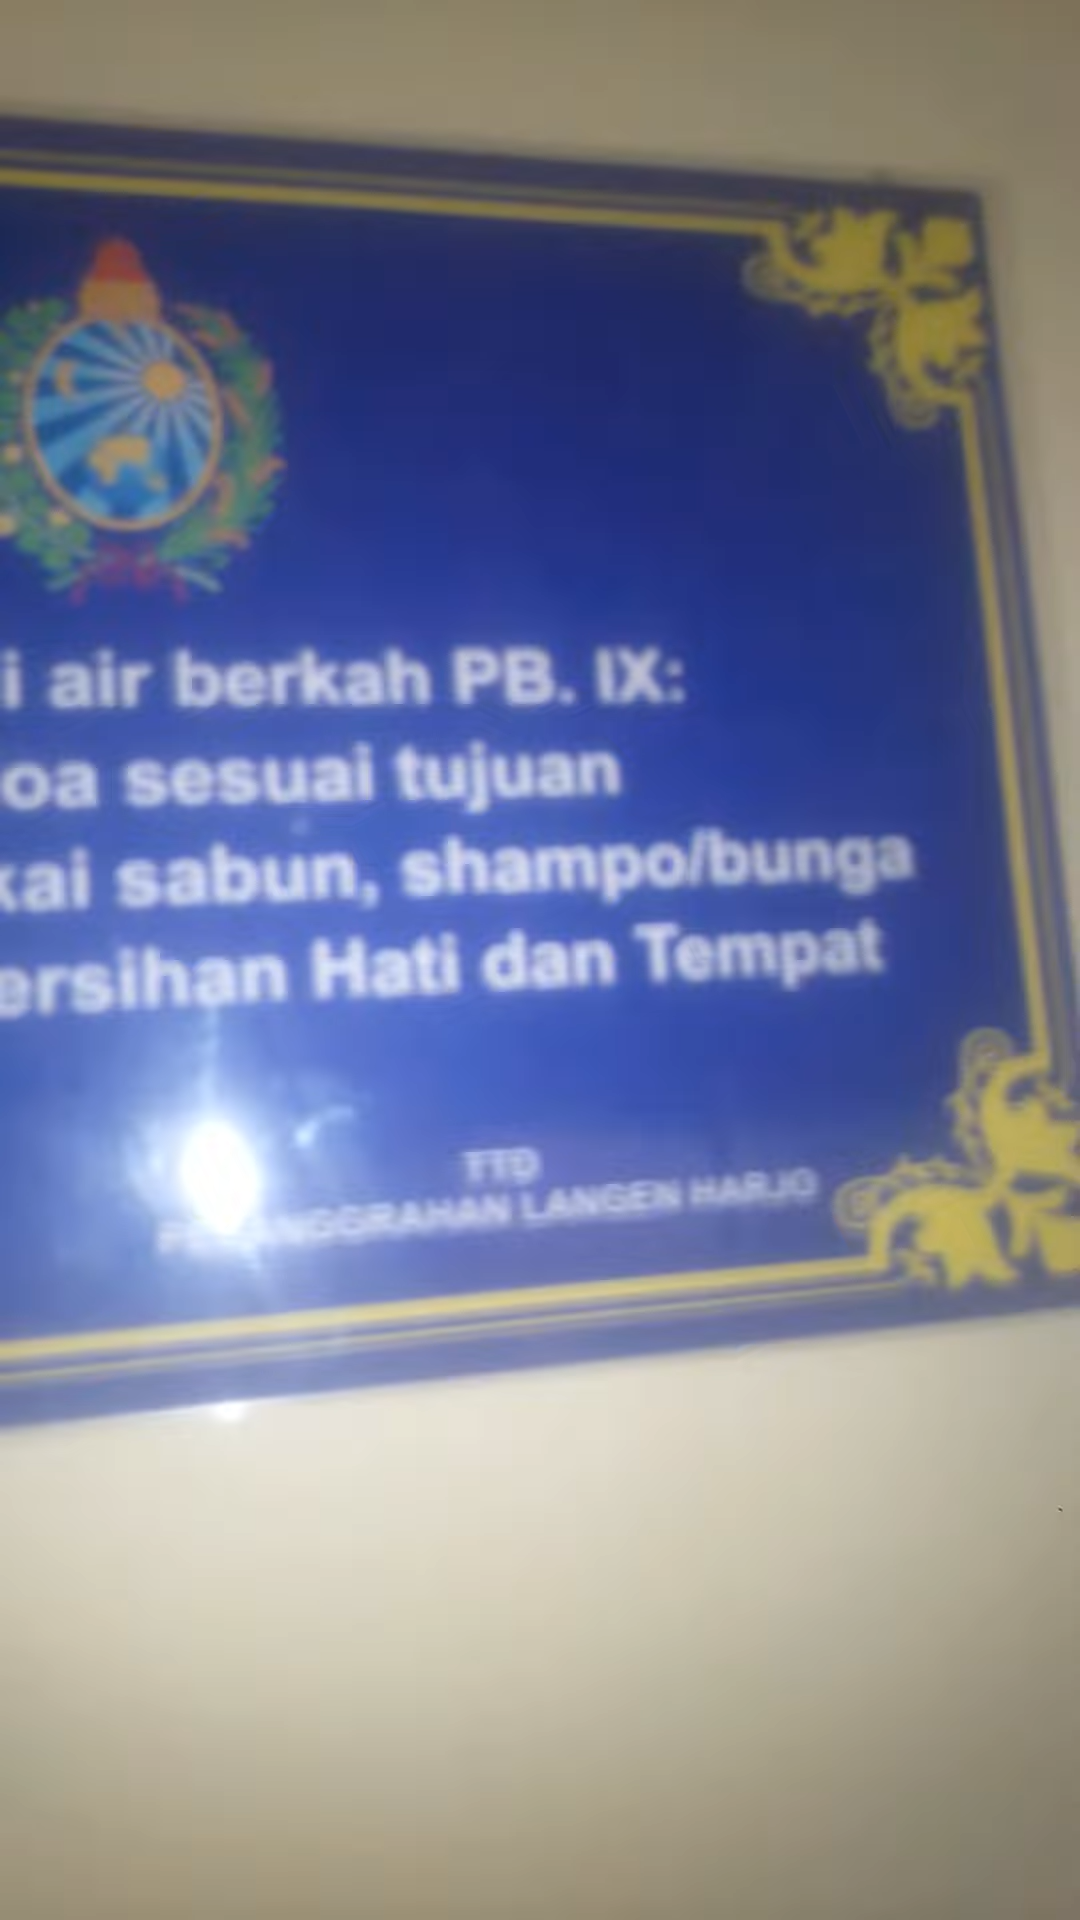 i air berkah PB. IX:
oa sesuai tujuan
kai sabun, shampo/bunga
ersihan Hati dan Tempat
TTD
LANGEN HARJO